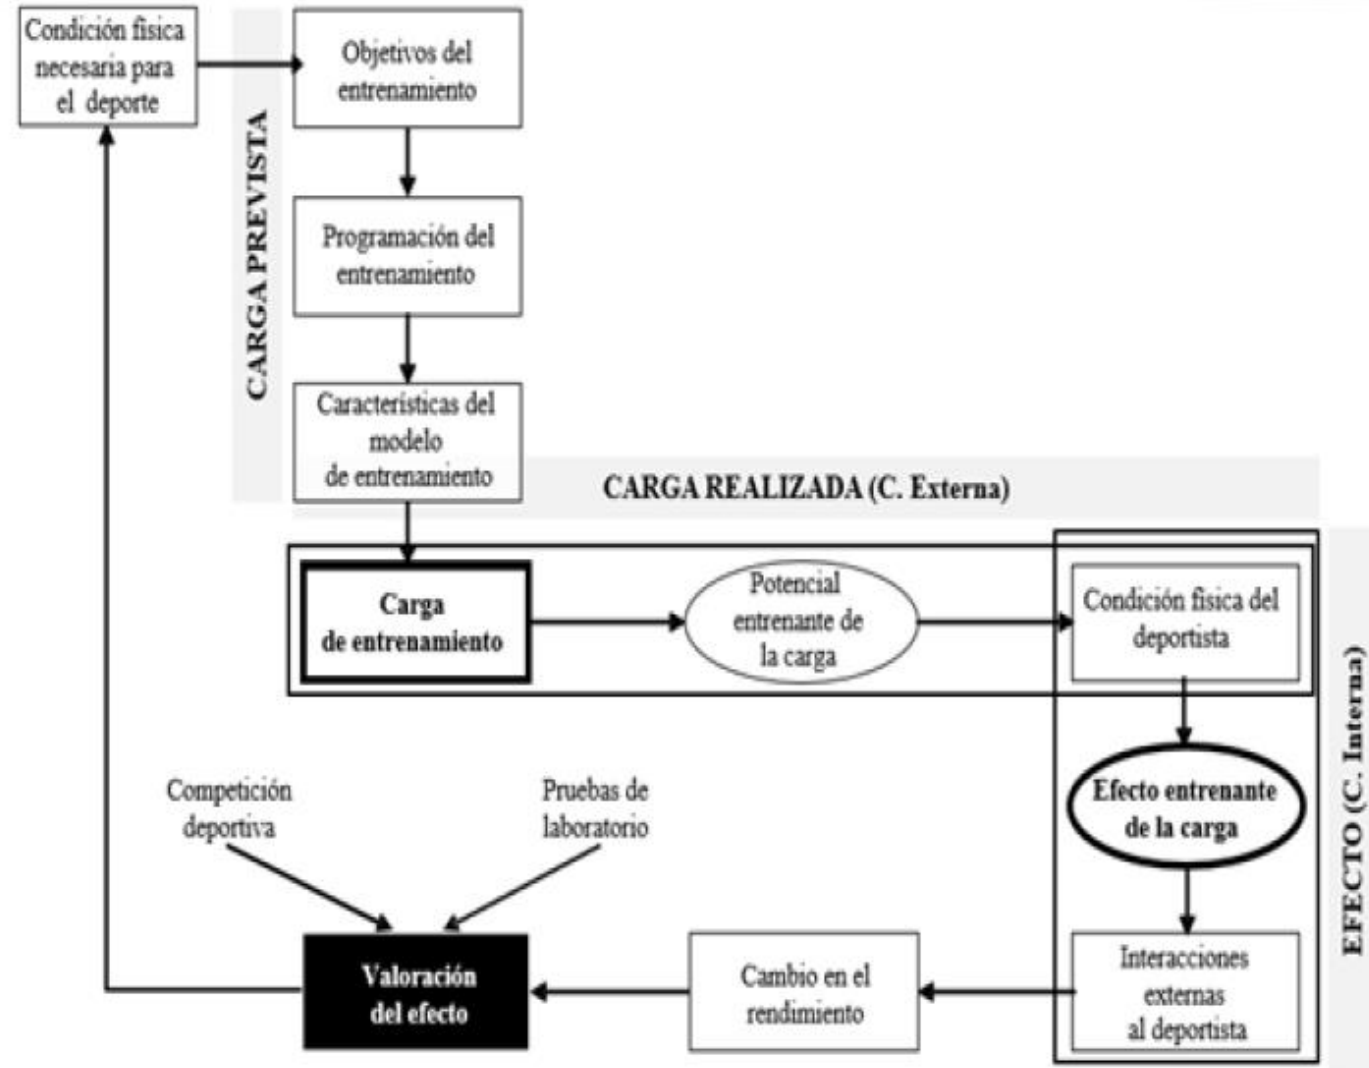 Condición física
necesaria para
el deporte
Objetivos del
entrenamiento
CARGA PREVISTA
Programación del
entrenamiento
Características del
modelo
de entrenamiento
CARGA REALIZADA (C. Externa)
Carga
de entrenamiento
Potencial
entrenante de
la carga
Condición física del
deportista
EFECTO (C. Interna)
Efecto entrenante
de la carga
Competición
deportiva
Pruebas de
laboratorio
Valoración
del efecto
Cambio en el
rendimiento
Interacciones
externas
al deportista